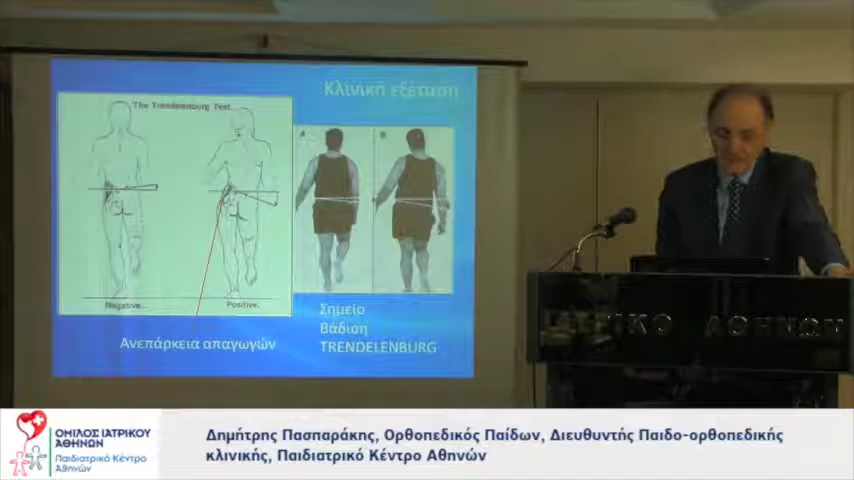 Κλινική εξέταση
The Trendelenburg Test
A
B
Negative.
Positive.
Σημείο
Βάδιση
TRENDELENBURG
Ανεπάρκεια απαγωγών
ΙΚΟ ΑΘΗΝΩΝ
ΟΜΙΛΟΣ ΙΑΤΡΙΚΟΥ
ΑΘΗΝΩΝ
Παιδιατρικό Κέντρο
Αθηνών
Δημήτρης Πασπαράκης, Ορθοπεδικός Παίδων, Διευθυντής Παιδο-ορθοπεδικής
κλινικής, Παιδιατρικό Κέντρο Αθηνών